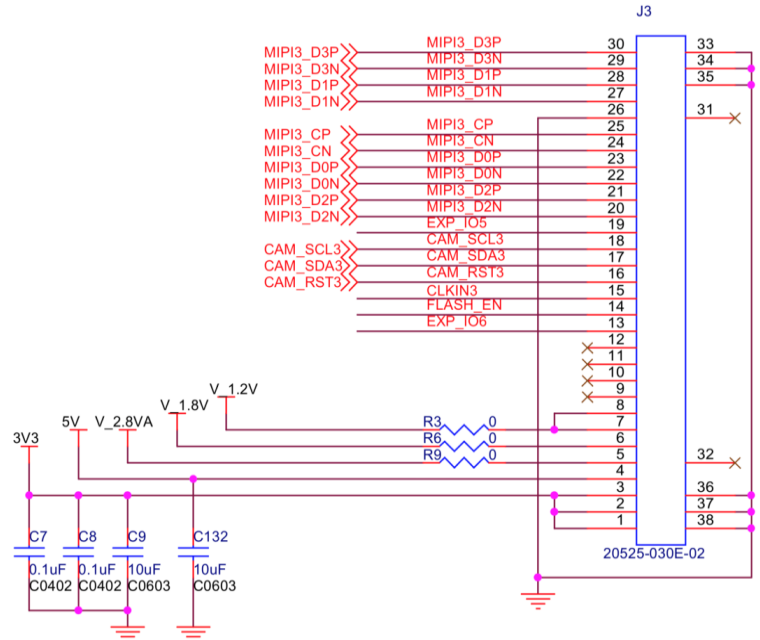 J3
MIPI3_D3P MIPI3_D3P 30 33
MIPI3_D3N MIPI3_D3N 29 34
MIPI3_D1P MIPI3_D1P 28 35
MIPI3_D1N MIPI3_D1N 27
26 31
MIPI3_CP MIPI3_CP 25
MIPI3_CN MIPI3_CN 24
MIPI3_D0P MIPI3_D0P 23
MIPI3_D0N MIPI3_D0N 22
MIPI3_D2P MIPI3_D2P 21
MIPI3_D2N MIPI3_D2N 20
EXP_IO5 19
CAM_SCL3 CAM_SCL3 18
CAM_SDA3 CAM_SDA3 17
CAM_RST3 CAM_RST3 16
CLKIN3 15
FLASH_EN 14
EXP_IO6 13
12
11
10
9
V_1.2V
V_1.8V 8
5V V_2.8VA R3 0 7
3V3 R6 0 6
R9 0 5 32
4
3 36
2 37
1 38
C7 C8 C9 C132
20525-030E-02
0.1uF 0.1uF 10uF 10uF
C0402 C0402 C0603 C0603